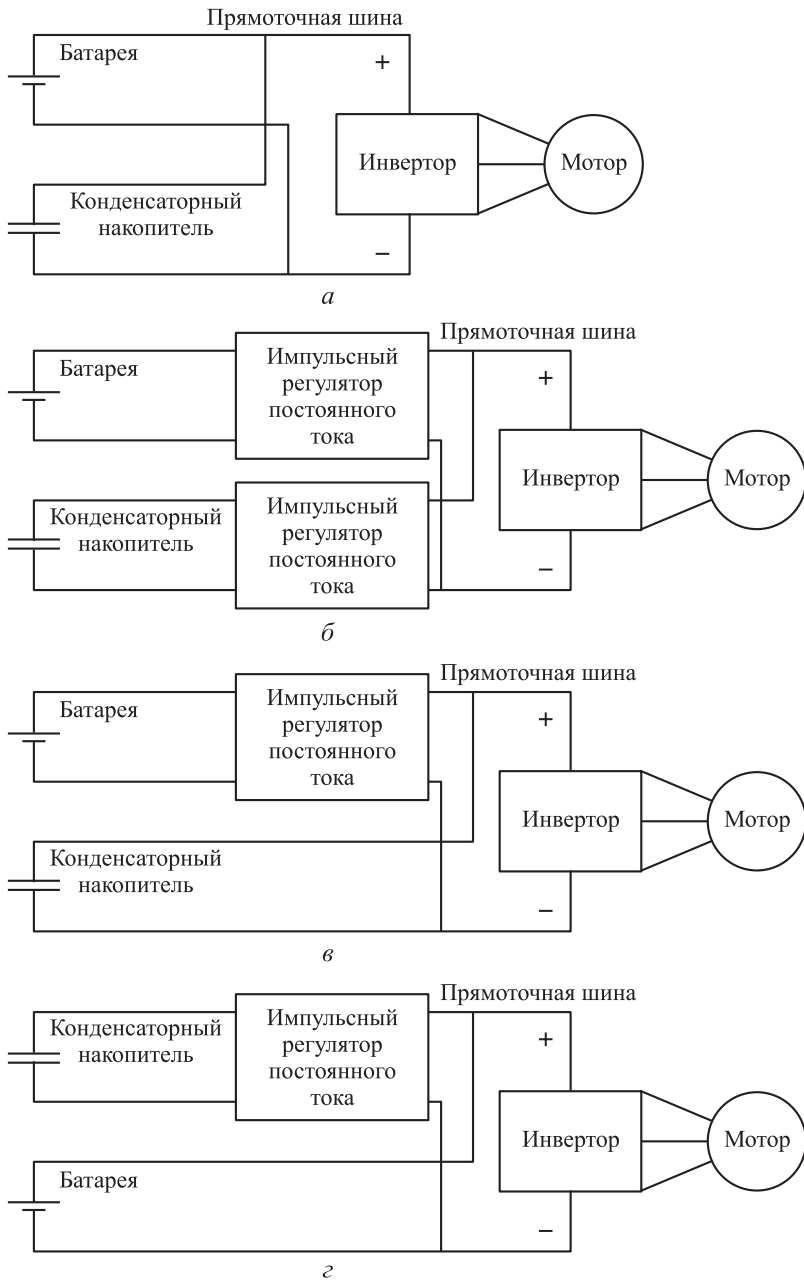 Прямоточная шина
Батарея
+
Инвертор
Мотор
Конденсаторный
накопитель
−
а
Прямоточная шина
Батарея
Импульсный
регулятор
постоянного
тока
+
Инвертор
Мотор
Конденсаторный
накопитель
Импульсный
регулятор
постоянного
тока
−
б
Прямоточная шина
Батарея
Импульсный
регулятор
постоянного
тока
+
Инвертор
Мотор
Конденсаторный
накопитель
−
в
Прямоточная шина
Конденсаторный
накопитель
Импульсный
регулятор
постоянного
тока
+
Инвертор
Мотор
Батарея
−
г